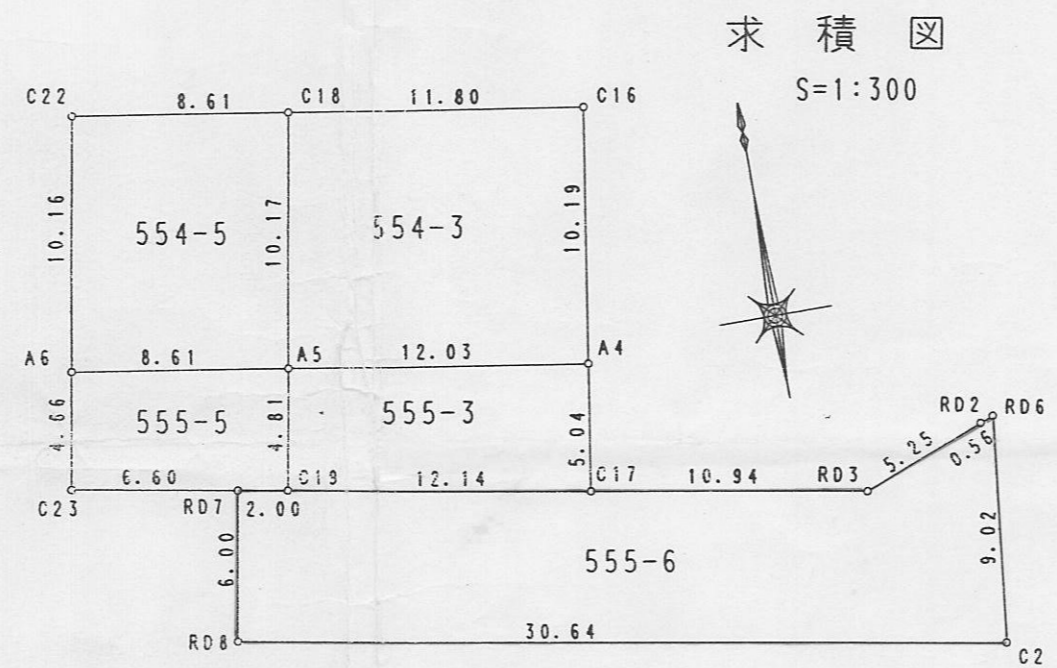 求積図
S=1:300
C22 8.61 C18 11.80 C16
10.16 554-5 10.17 554-3 10.19
A6 8.61 A5 12.03 A4
4.66 555-5 4.81 555-3 5.04
RD2 RD6
5.25 0.56
C23 6.60 RD7 2.00 C19 12.14 C17 10.94 RD3
6.00 555-6 9.02
RD8 30.64 C2